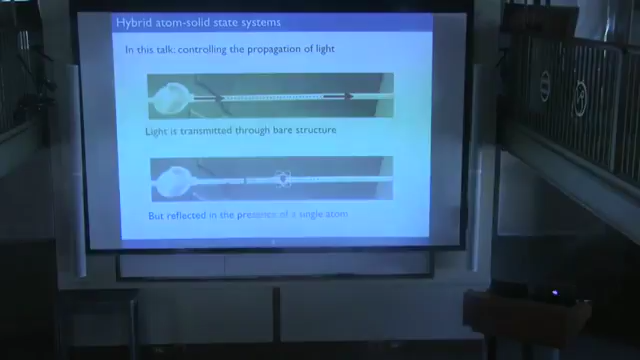 Hybrid atom-solid state systems
In this talk: controlling the propagation of light
Light is transmitted through bare structure
But reflected in the presence of a single atom